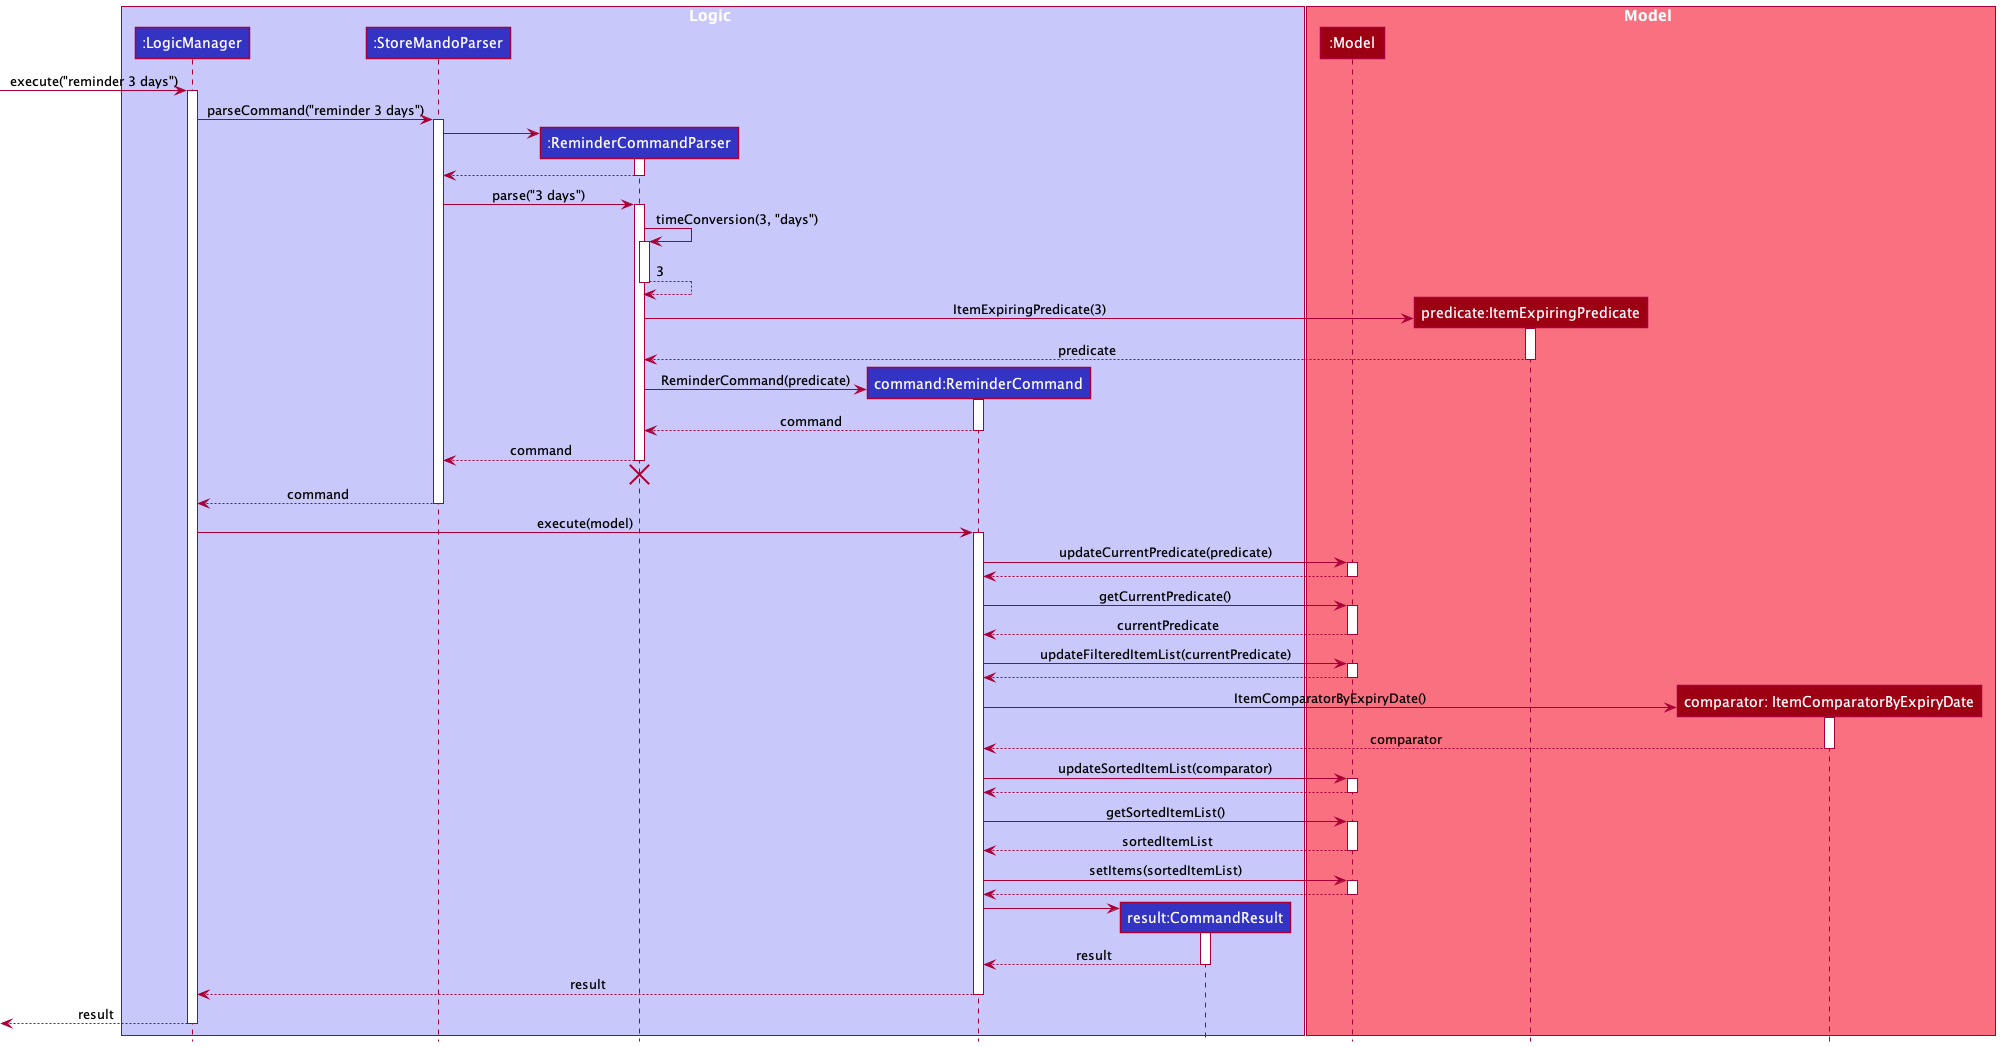 Logic
Model
:LogicManager
:StoreMandoParser
:Model
execute("reminder 3 days")
parseCommand("reminder 3 days")
:ReminderCommandParser
parse("3 days")
timeConversion(3, "days")
3
ItemExpiringPredicate(3)
predicate:ItemExpiringPredicate
predicate
ReminderCommand(predicate)
command:ReminderCommand
command
command
command
execute(model)
updateCurrentPredicate(predicate)
getCurrentPredicate()
currentPredicate
updateFilteredItemList(currentPredicate)
ItemComparatorByExpiryDate()
comparator: ItemComparatorByExpiryDate
comparator
updateSortedItemList(comparator)
getSortedItemList()
sortedItemList
setItems(sortedItemList)
result:CommandResult
result
result
result